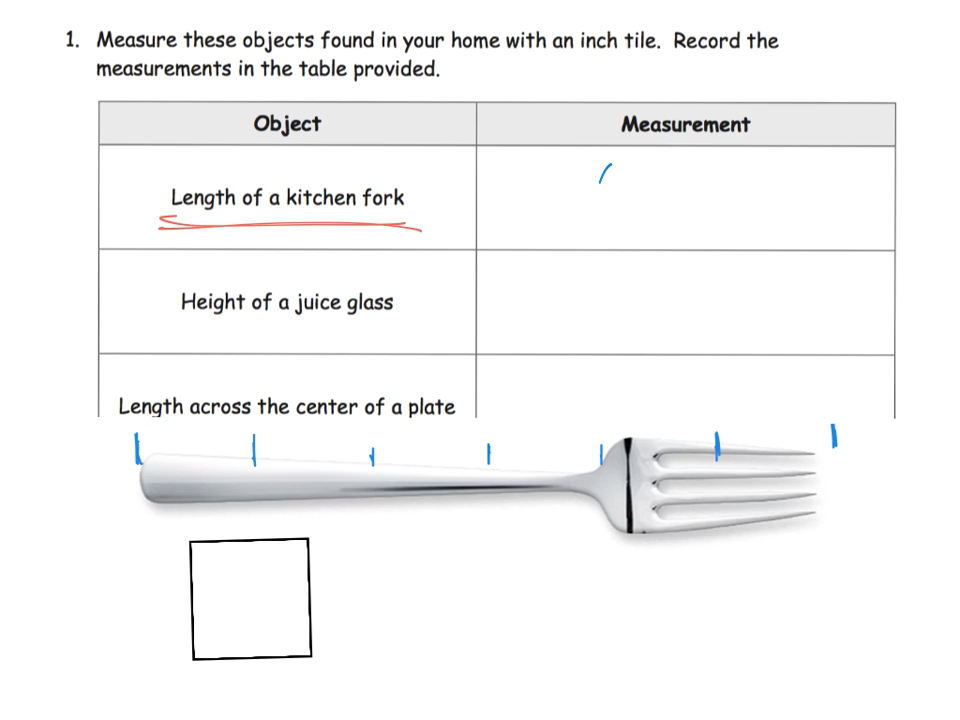 1. Measure these objects found in your home with an inch tile. Record the
measurements in the table provided.
Object
Measurement
Length of a kitchen fork
Height of a juice glass
Length across the center of a plate